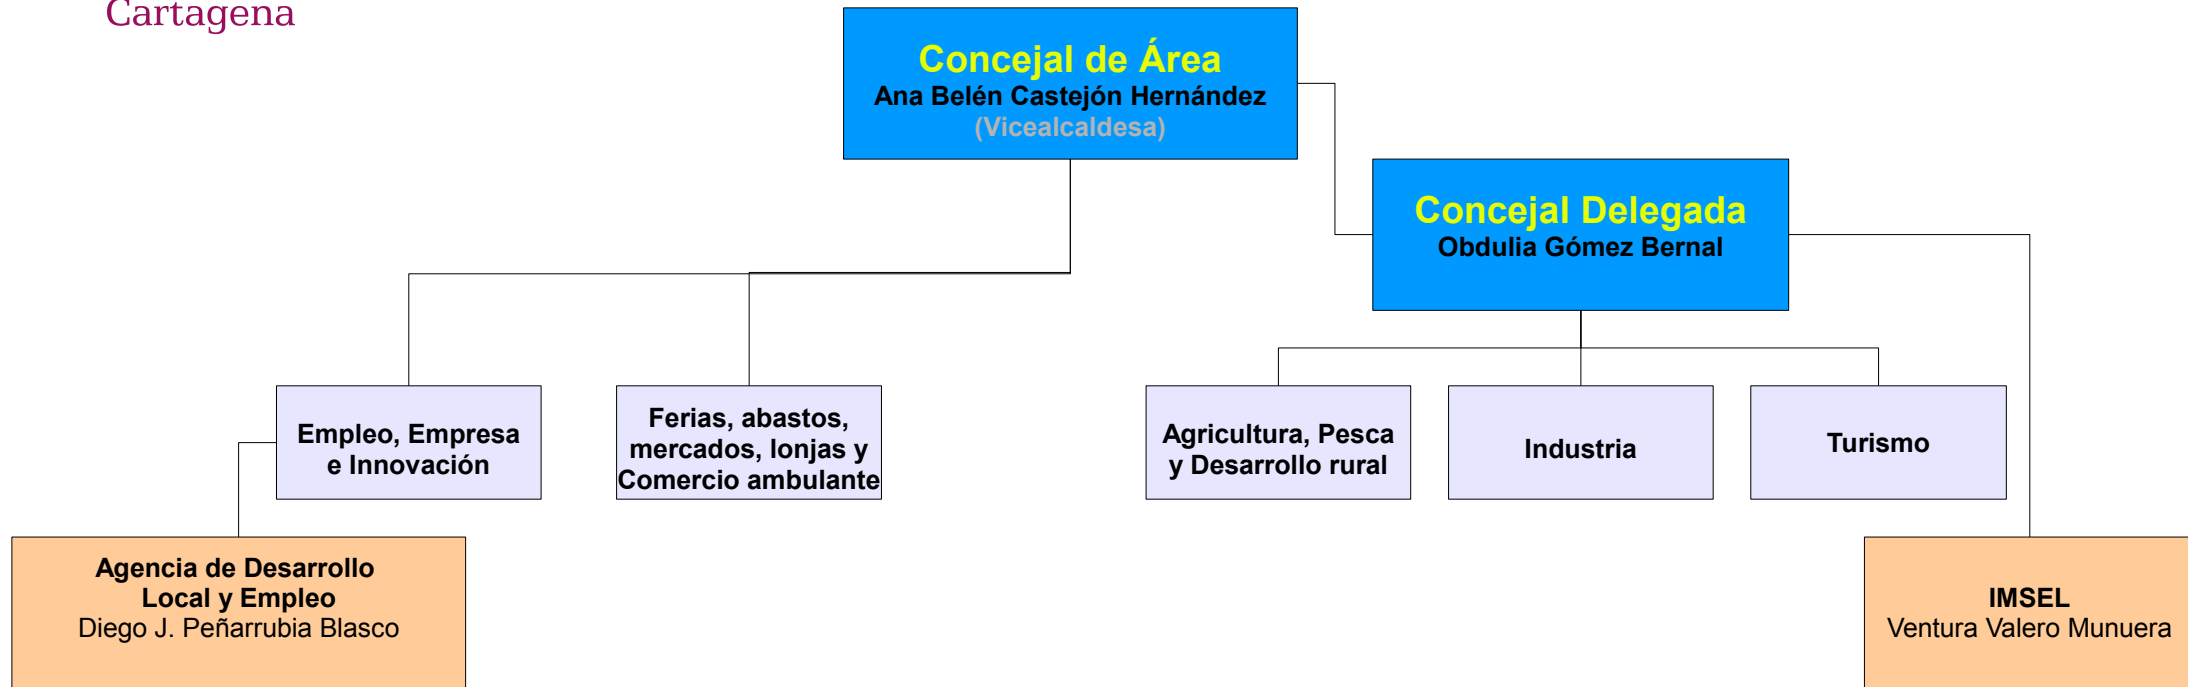 Cartagena
Concejal de Área
Ana Belén Castejón Hernández
(Vicealcaldesa)
Concejal Delegada
Obdulia Gómez Bernal
Empleo, Empresa
e Innovación
Ferias, abastos,
mercados, lonjas y
Comercio ambulante
Agricultura, Pesca
y Desarrollo rural
Industria
Turismo
Agencia de Desarrollo
Local y Empleo
Diego J. Peñarrubia Blasco
IMSEL
Ventura Valero Munuera